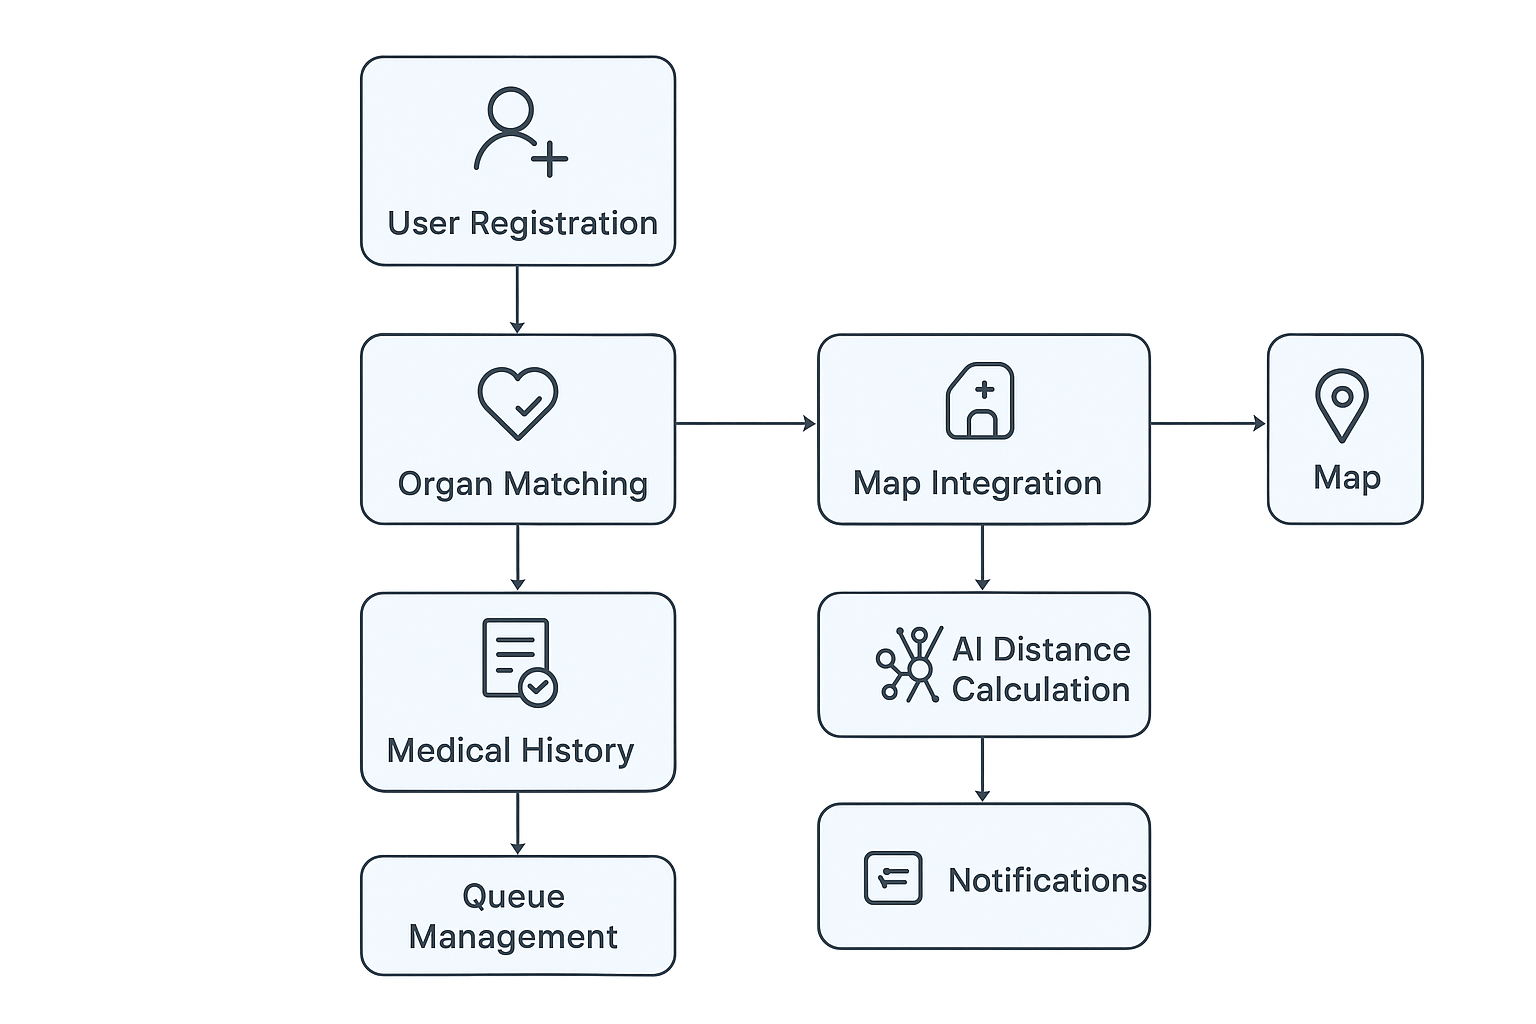 User Registration
Organ Matching
Map Integration
Map
Medical History
AI Distance
Calculation
Queue
Management
Notifications